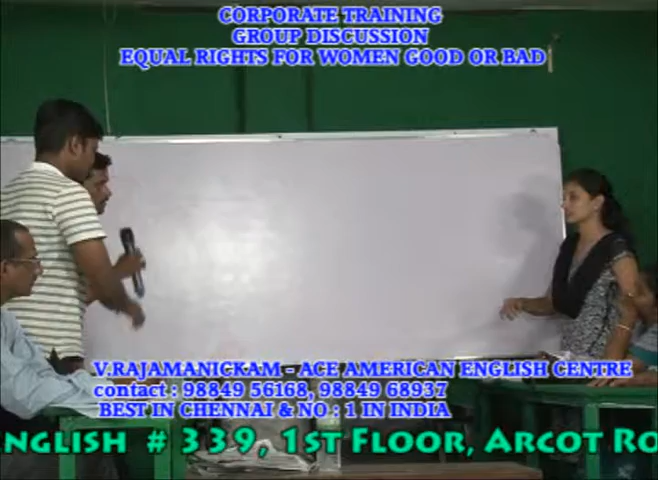 CORPORATE TRAINING
GROUP DISCUSSION
EQUAL RIGHTS FOR WOMEN GOOD OR BAD
V.RAJAMANICKAM - ACE AMERICAN ENGLISH CENTRE
contact : 98849 56168, 98849 68937
BEST IN CHENNAI & NO : 1 IN INDIA
ENGLISH # 339, 1ST FLOOR, ARCOT RO